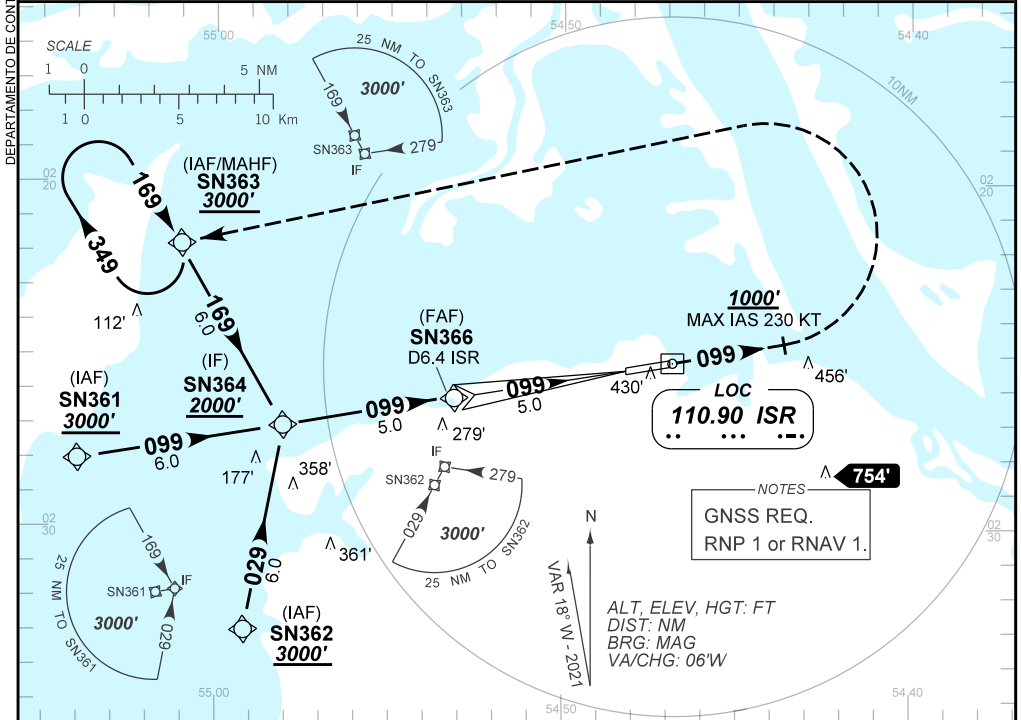 DEPARTAMENTO DE CONT
SCALE
1 0 5 NM
1 0 5 10 Km
55 00
54 50
54 40
10NM
25 NM TO SN363
3000'
169
SN363
279
IF
02 20
02 20
(IAF/MAHF)
SN363
3000'
169
349
112'
169
6.0
(IAF)
SN361
3000'
099
6.0
(IF)
SN364
2000'
(FAF)
SN366
D6.4 ISR
099
5.0
099
5.0
430'
1000'
MAX IAS 230 KT
099
456'
LOC
110.90 ISR
279'
177'
358'
361'
754'
NOTES
GNSS REQ.
RNP 1 or RNAV 1.
IF
SN362
279
029
3000'
25 NM TO SN362
02 30
02 30
169
IF
SN361
3000'
029
25 NM TO SN361
029
6.0
(IAF)
SN362
3000'
N
VAR 18° W - 2021
ALT, ELEV, HGT: FT
DIST: NM
BRG: MAG
VA/CHG: 06'W
55 00
54 50
54 40